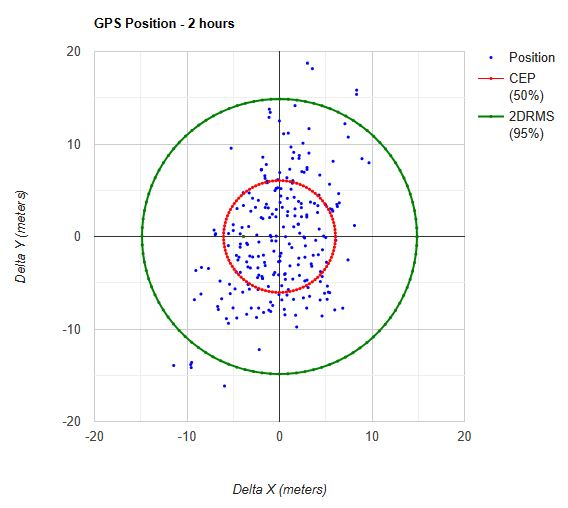 GPS Position - 2 hours
20
10
0
-10
-20
-20
-10
0
10
20
Delta Y (meters)
Delta X (meters)
Position
CEP
(50%)
2DRMS
(95%)